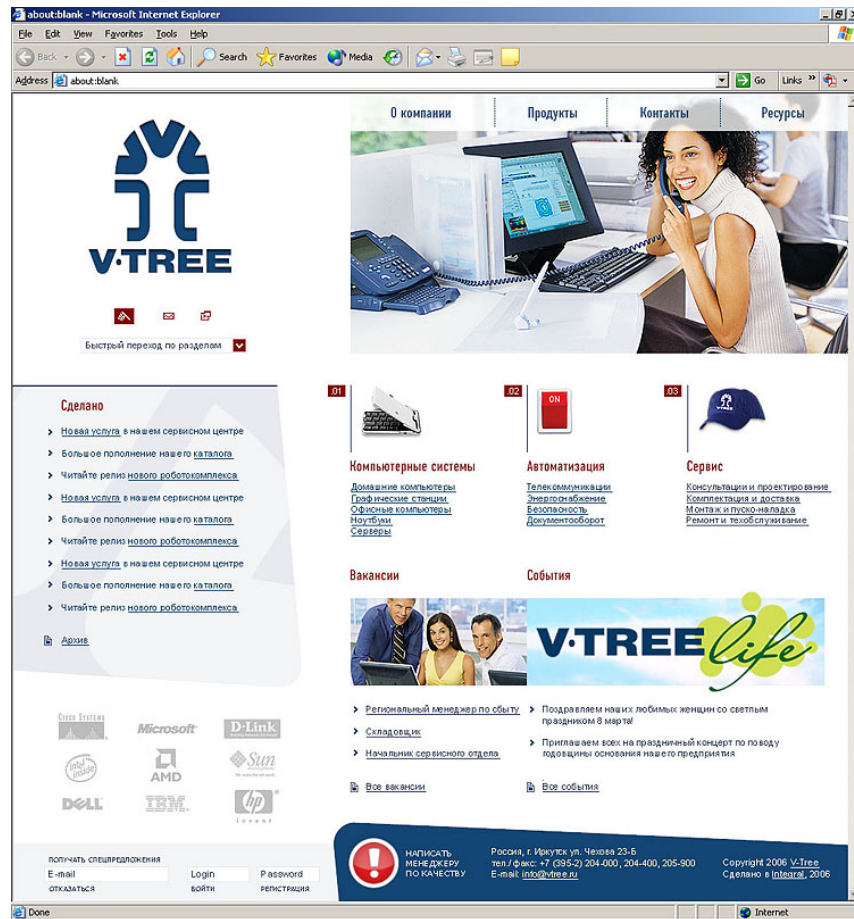 about:blank - Microsoft Internet Explorer
File Edit View Favorites Tools Help
Back Search Favorites Media
Address about:blank Go Links »
О компании Продукты Контакты Ресурсы
V·TREE
Быстрый переход по разделом
Сделано
Новая услуга в нашем сервисном центре
Большое пополнение нашего каталога
Читайте релиз нового роботокомплекса
Новая услуга в нашем сервисном центре
Большое пополнение нашего каталога
Читайте релиз нового роботокомплекса
Новая услуга в нашем сервисном центре
Большое пополнение нашего каталога
Читайте релиз нового роботокомплекса
Архив
.01
Компьютерные системы
Домашние компьютеры
Графические станции
Офисные компьютеры
Ноутбуки
Серверы
.02
ON
Автоматизация
Телекоммуникации
Энергоснабжение
Безопасность
Документооборот
.03
V·TREE
Сервис
Консультации и проектирование
Комплектация и доставка
Монтаж и пуско-наладка
Ремонт и техобслуживание
Вакансии
Региональный менеджер по сбыту
Складовщик
Начальник сервисного отдела
Все вакансии
События
V·TREE life
Поздравляем наших любимых женщин со светлым
праздником 8 марта!
Приглашаем всех на праздничный концерт по поводу
годовщины основания нашего предприятия
Все события
Cisco Systems Microsoft D-Link
intel inside AMD Sun
DELL IBM hp
invent
получать спецпредложения
E-mail Login Password
отказаться войти регистрация
НАПИСАТЬ
МЕНЕДЖЕРУ
ПО КАЧЕСТВУ
Россия, г. Иркутск ул. Чехова 23-Б
тел./факс: +7 (395-2) 204-000, 204-400, 205-900
E-mail: info@vtree.ru
Copyright 2006 V-Tree
Сделано в Integral, 2006
Done Internet